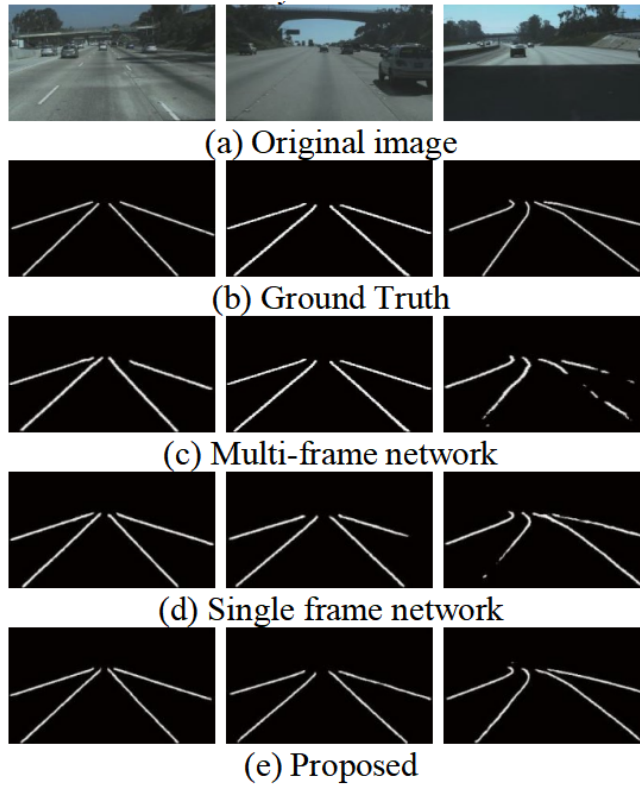 (a) Original image
(b) Ground Truth
(c) Multi-frame network
(d) Single frame network
(e) Proposed